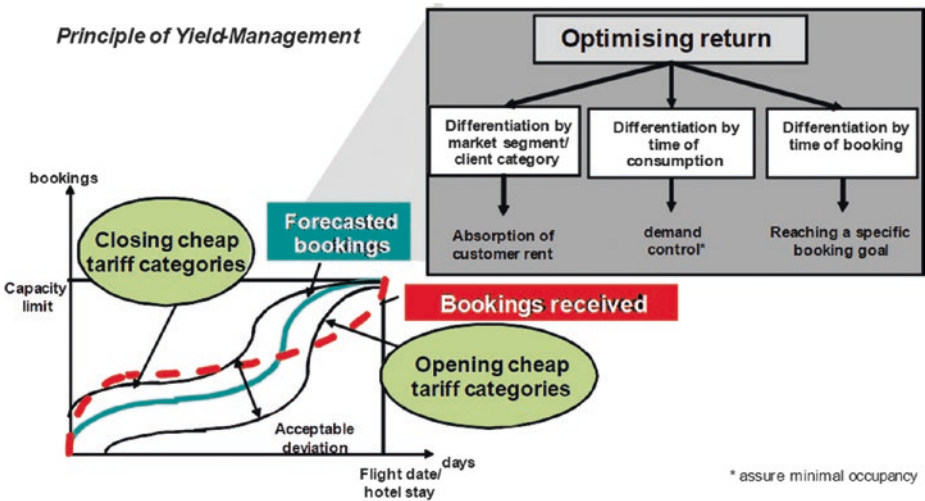 Principle of Yield-Management
Optimising return
Differentiation by
market segment/
client category
Differentiation by
time of
consumption
Differentiation by
time of booking
Absorption of
customer rent
demand
control*
Reaching a specific
booking goal
bookings
Closing cheap
tariff categories
Forecasted
bookings
Capacity
limit
Bookings received
Opening cheap
tariff categories
Acceptable
deviation
days
Flight date/
hotel stay
* assure minimal occupancy